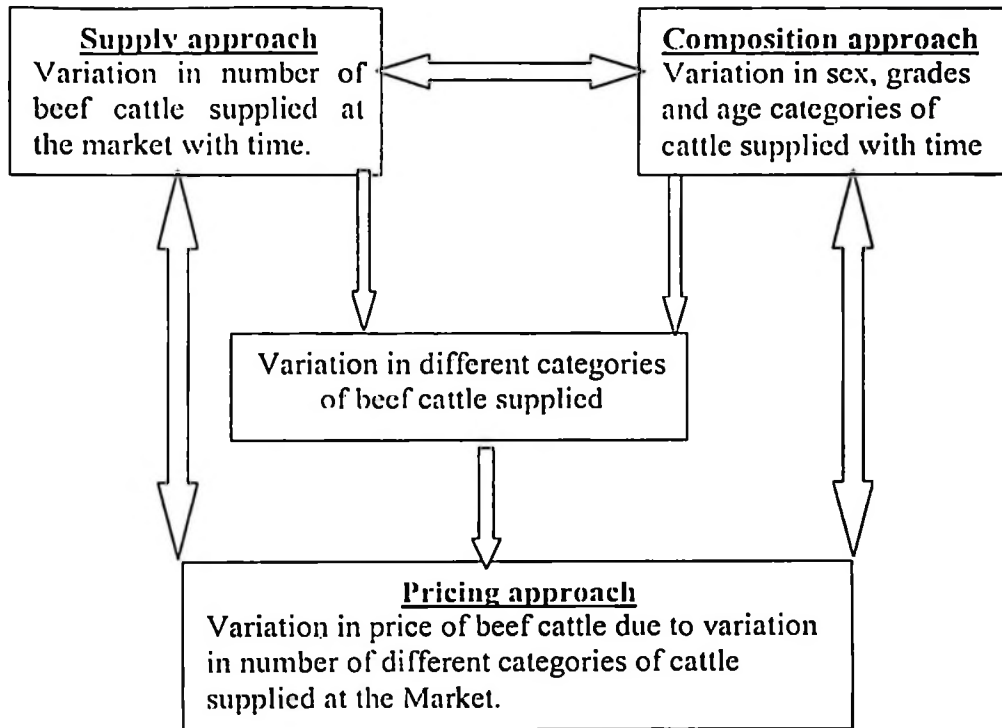 Supply approach
Variation in number of
beef cattle supplied at
the market with time.
Composition approach
Variation in sex, grades
and age categories of
cattle supplied with time
Variation in different categories
of beef cattle supplied
Pricing approach
Variation in price of beef cattle due to variation
in number of different categories of cattle
supplied at the Market.